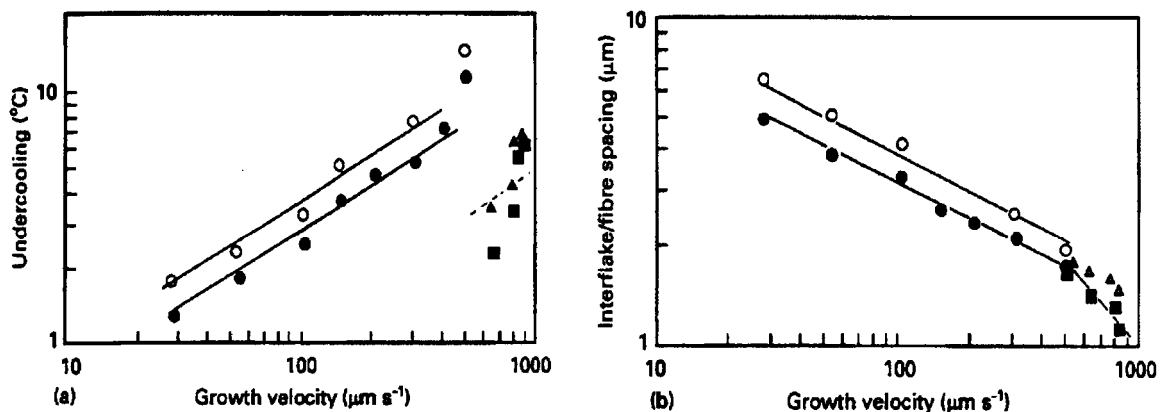 Undercooling (°C)
10
1
10
100
1000
(a)
Growth velocity (µm s⁻¹)
Interflake/fibre spacing (µm)
10
1
10
100
1000
(b)
Growth velocity (µm s⁻¹)